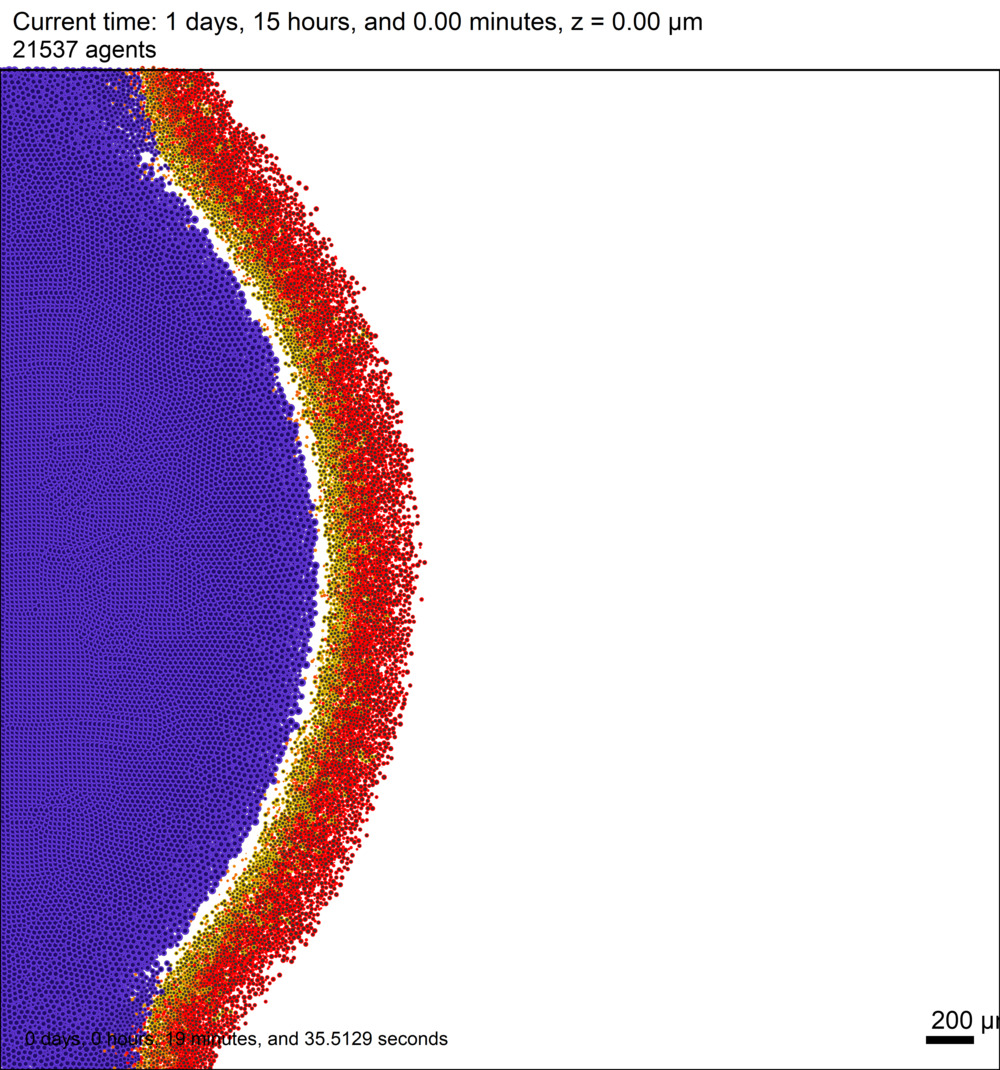 Current time: 1 days, 15 hours, and 0.00 minutes, z = 0.00 μm
21537 agents
200 μ
0 days, 0 hours, 19 minutes, and 35.5129 seconds